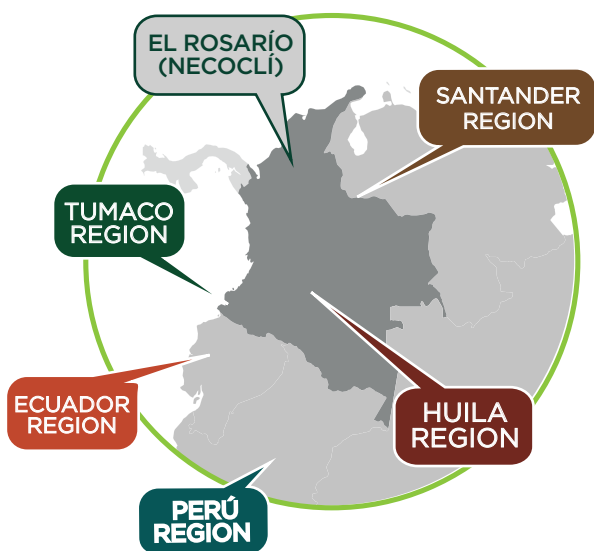 EL ROSARÍO
(NECOCLÍ)
SANTANDER
REGION
TUMACO
REGION
ECUADOR
REGION
HUILA
REGION
PERÚ
REGION